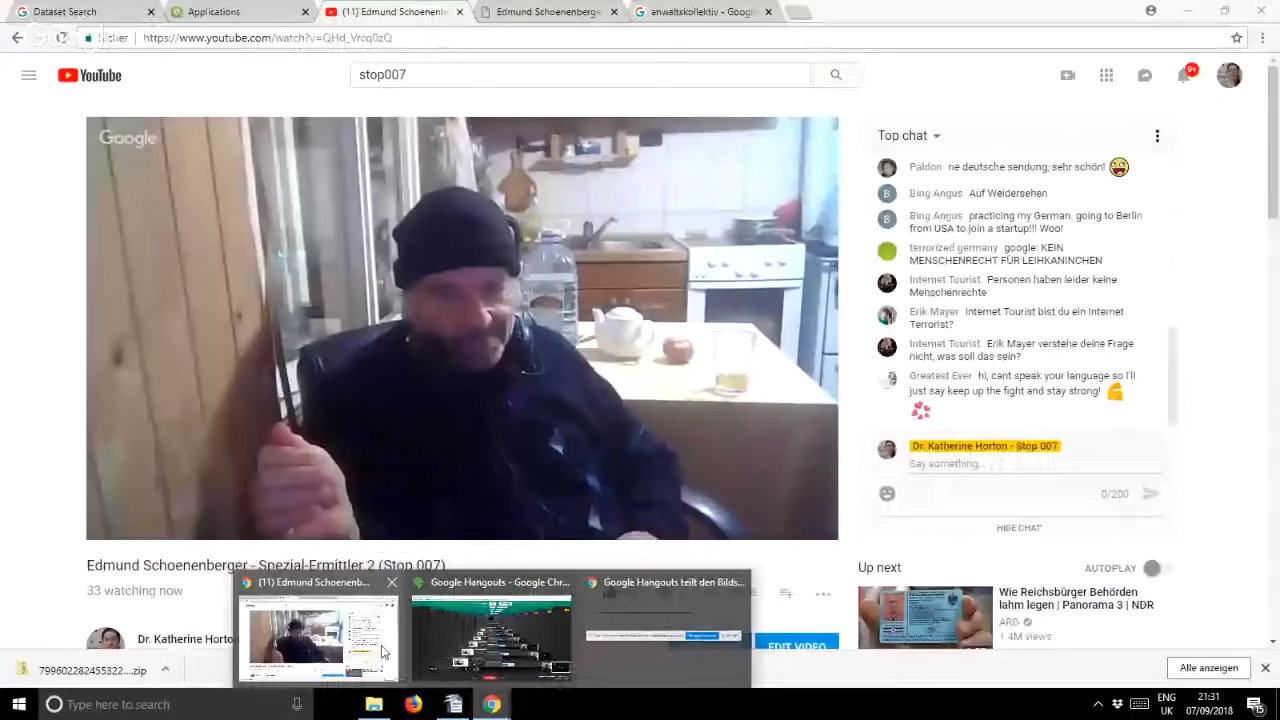 Dataset Search
Applications
(11) Edmund Schoenenb
Edmund Schoenenberge
anwaltskollektiv - Googl
https://www.youtube.com/watch?v=QHd_Vrcq0zQ
YouTube
stop007
9+
Google
Top chat
Paldon ne deutsche sendung, sehr schön!
B Bing Angus Auf Weidersehen
B Bing Angus practicing my German. going to Berlin
from USA to join a startup!!! Woo!
terrorized germany google: KEIN
MENSCHENRECHT FÜR LEIHKANINCHEN
Internet Tourist Personen haben leider keine
Menschenrechte
Erik Mayer Internet Tourist bist du ein Internet
Terrorist?
Internet Tourist Erik Mayer verstehe deine Frage
nicht, was soll das sein?
Greatest Ever hi, cant speak your language so I'll
just say keep up the fight and stay strong!
Dr. Katherine Horton - Stop 007
Say something...
0/200
HIDE CHAT
Edmund Schoenenberger - Spezial-Ermittler 2 (Stop 007)
33 watching now
Up next
AUTOPLAY
(11) Edmund Schoenenb...
Google Hangouts - Google Chr...
Google Hangouts teilt den Bilds...
Wie Reichsbürger Behörden
lahm legen | Panorama 3 | NDR
ARD
1.4M views
Dr. Katherine Horto
EDIT VIDEO
799602282455322....zip
Alle anzeigen
Type here to search
ENG
UK
21:31
07/09/2018